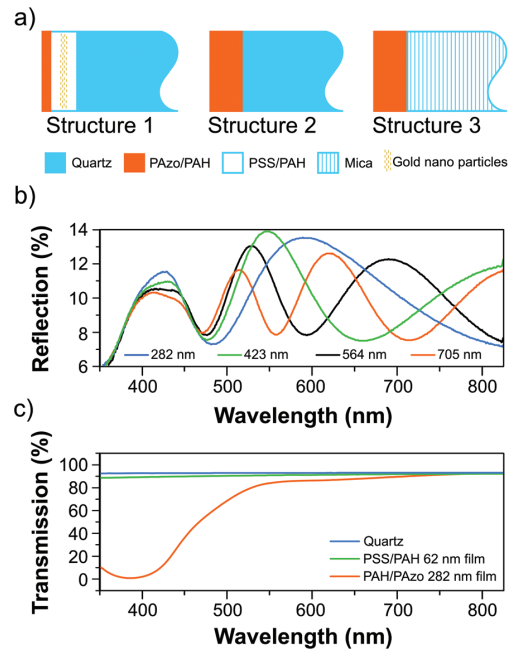 a)
Structure 1 Structure 2 Structure 3
Quartz PAzo/PAH PSS/PAH Mica Gold nano particles
b)
14
12
10
8
6
Reflection (%)
282 nm 423 nm 564 nm 705 nm
400 500 600 700 800
Wavelength (nm)
c)
100
80
60
40
20
0
Transmission (%)
Quartz
PSS/PAH 62 nm film
PAH/PAzo 282 nm film
400 500 600 700 800
Wavelength (nm)